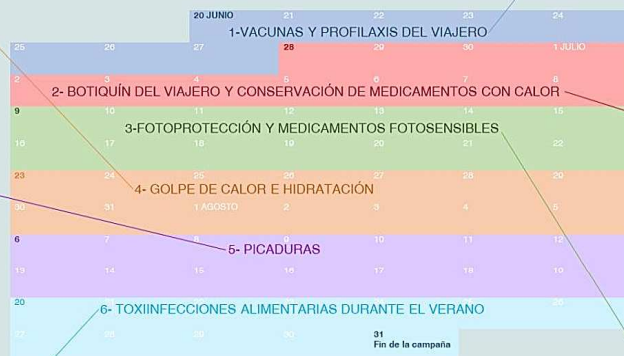 20 JUNIO 21 22 23 24
1-VACUNAS Y PROFILAXIS DEL VIAJERO
25 26 27 28 29 30 1 JULIO
2 3 4 5 6 7 8
2- BOTIQUÍN DEL VIAJERO Y CONSERVACIÓN DE MEDICAMENTOS CON CALOR
9 10 11 12 13 14 15
3-FOTOPROTECCIÓN Y MEDICAMENTOS FOTOSENSIBLES
16 17 18 19 20 21 22
23 24 25 26 27 28 29
4- GOLPE DE CALOR E HIDRATACIÓN
30 31 1 AGOSTO 2 3 4 5
6 7 9 10 11 12
5- PICADURAS
14 15 16 17 18
20 26
6- TOXIINFECCIONES ALIMENTARIAS DURANTE EL VERANO
27 28 29 30 31
Fin de la campaña